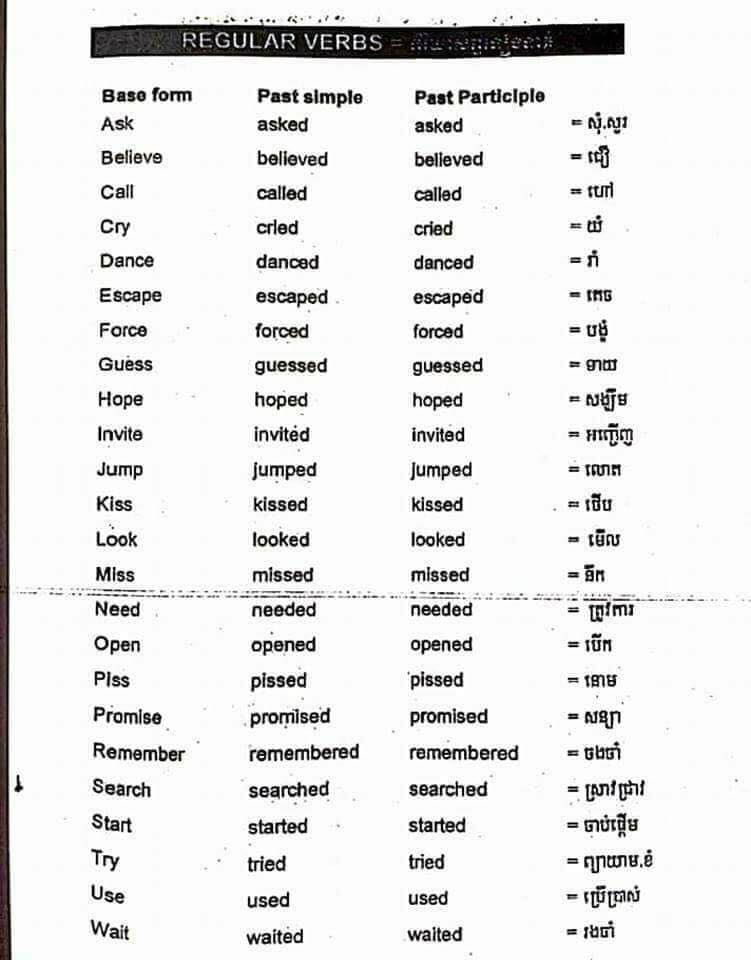 REGULAR VERBS =
Base form Past simple Past Participle
Ask asked asked = សុំ.សួរ
Believe believed believed = ជឿ
Call called called = ហៅ
Cry cried cried = យំ
Dance danced danced = រាំ
Escape escaped escaped = គេច
Force forced forced = បង្ខំ
Guess guessed guessed = ទាយ
Hope hoped hoped = សង្ឃឹម
Invite invited invited = អញ្ជើញ
Jump jumped jumped = លោត
Kiss kissed kissed = ថើប
Look looked looked = មើល
Miss missed missed = នឹក
Need needed needed = ត្រូវការ
Open opened opened = បើក
Piss pissed pissed = នោម
Promise promised promised = សន្យា
Remember remembered remembered = ចងចាំ
Search searched searched = ស្រាវជ្រាវ
Start started started = ចាប់ផ្ដើម
Try tried tried = ព្យាយាម.ខំ
Use used used = ប្រើប្រាស់
Wait waited waited = រងចាំ